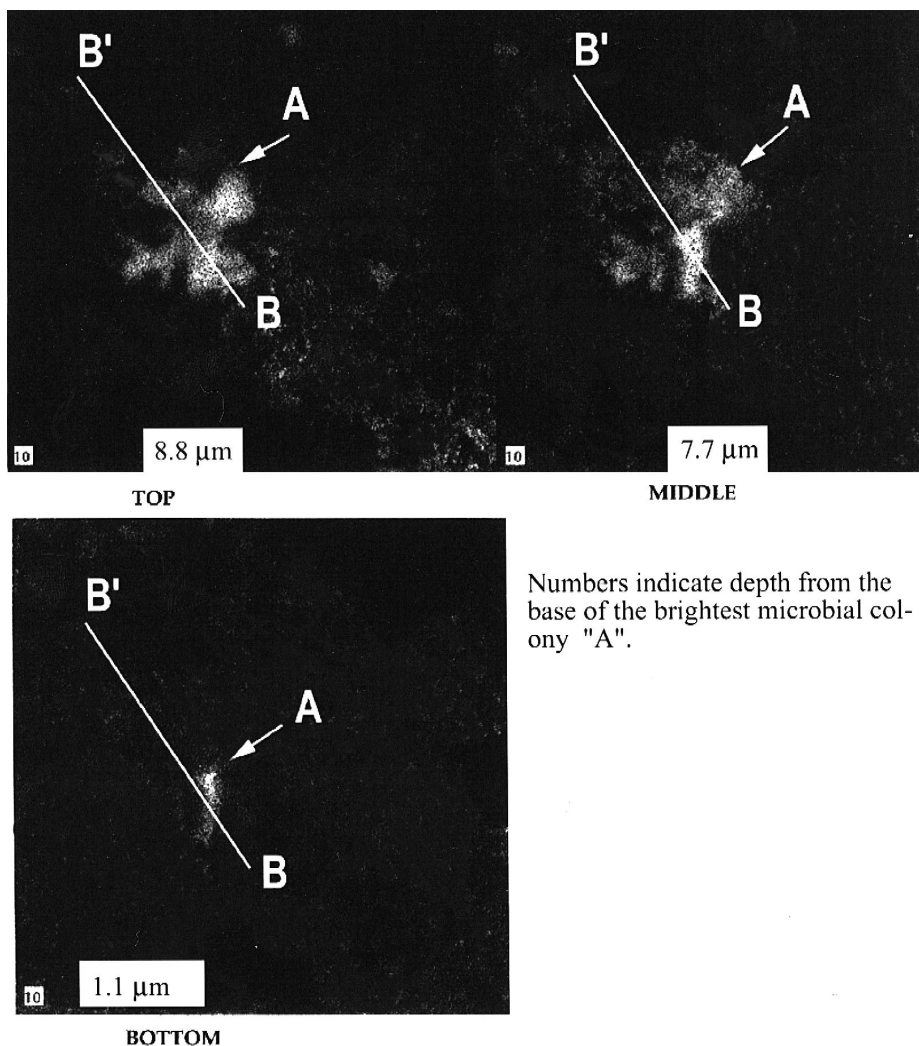 B'
A
B
10
8.8 µm
TOP
B'
A
B
10
7.7 µm
MIDDLE
B'
A
B
10
1.1 µm
BOTTOM
Numbers indicate depth from the
base of the brightest microbial col-
ony "A".